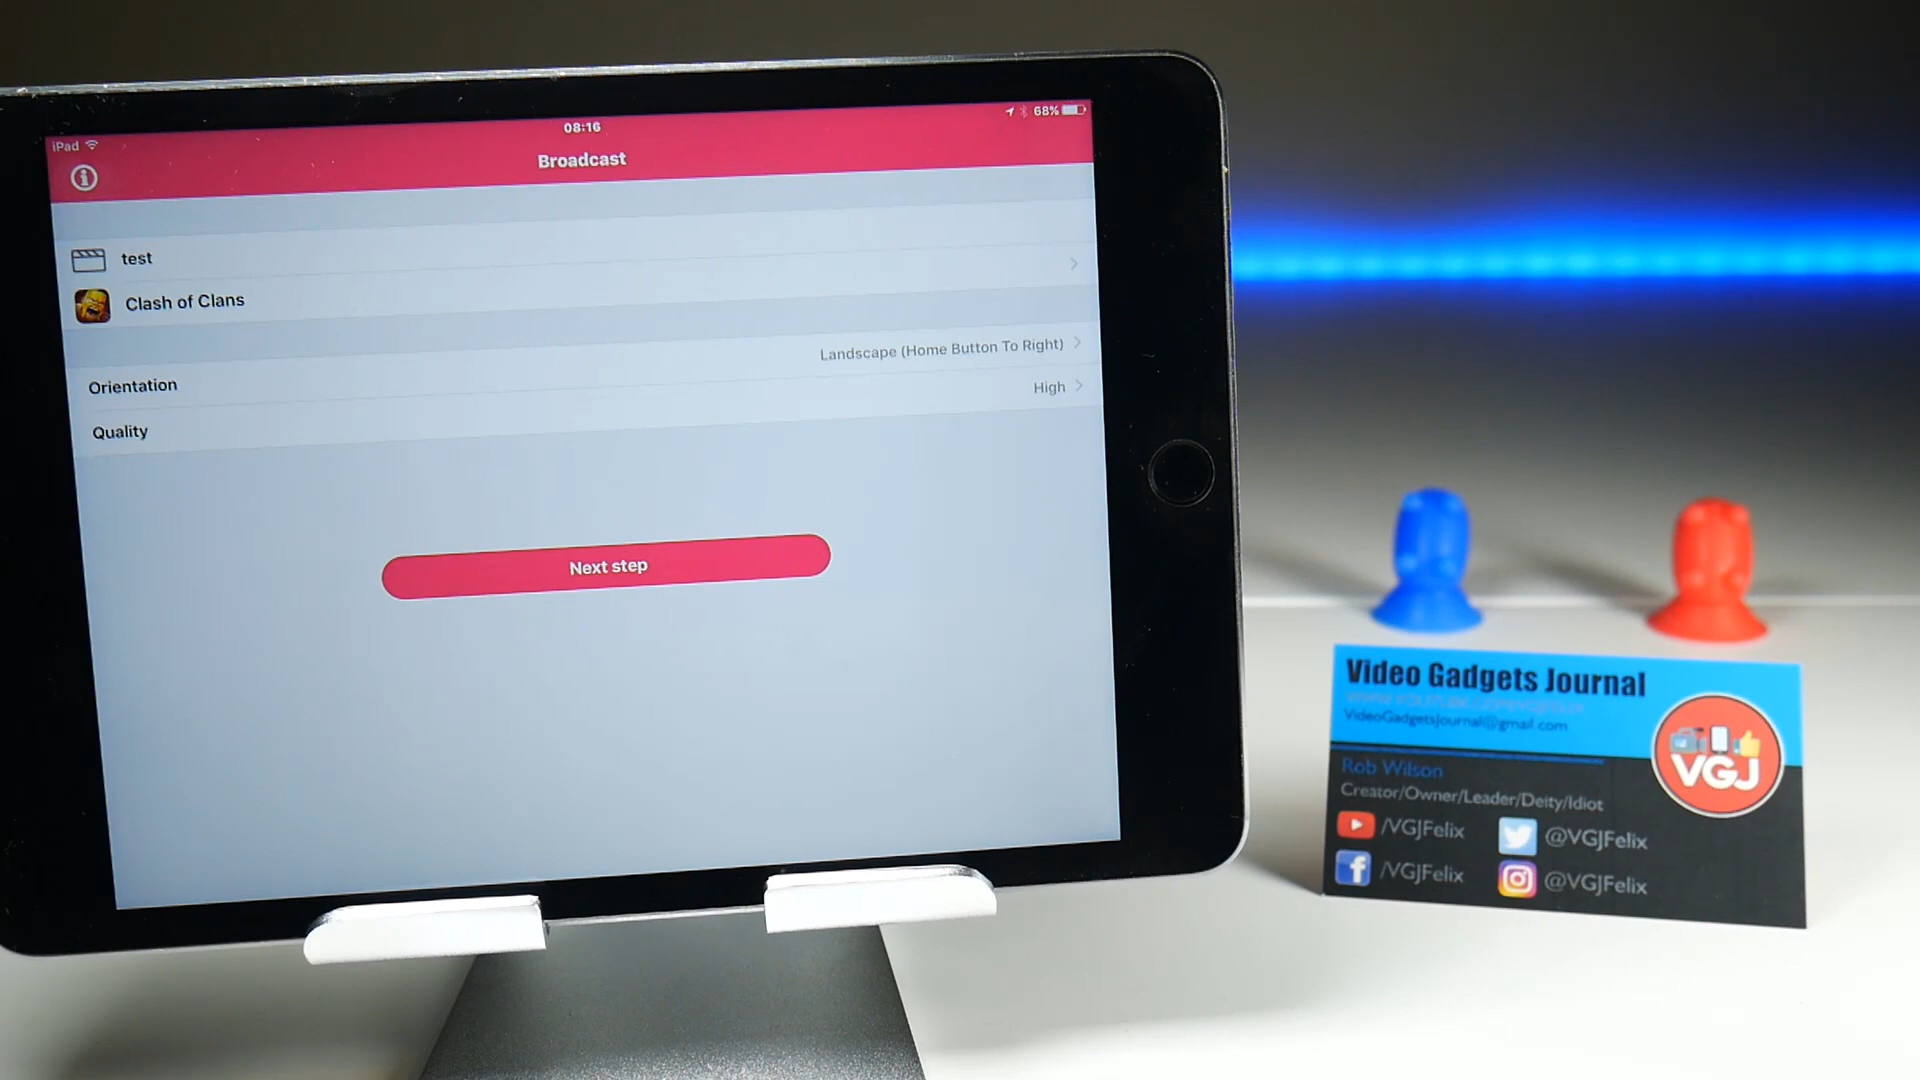 iPad
08:16
68%
Broadcast
test
Clash of Clans
Orientation
Landscape (Home Button To Right)
Quality
High
Next step
Video Gadgets Journal
VideoGadgetsJournal@gmail.com
Rob Wilson
Creator/Owner/Leader/Deity/Idiot
VGJ
/VGJFelix
@VGJFelix
/VGJFelix
@VGJFelix